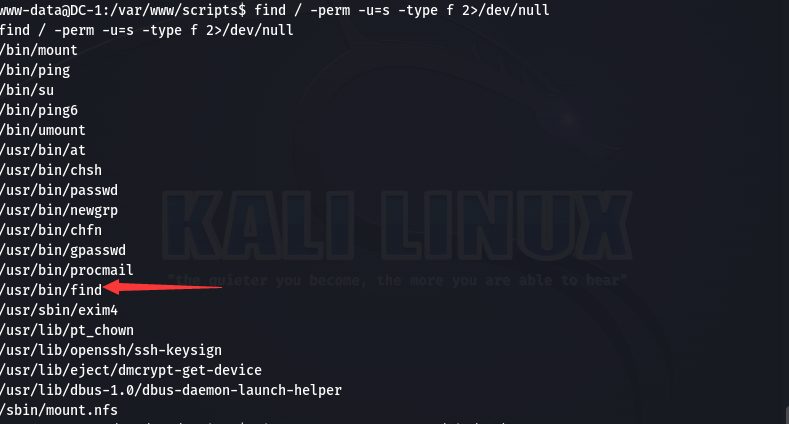 www-data@DC-1:/var/www/scripts$ find / -perm -u=s -type f 2>/dev/null
find / -perm -u=s -type f 2>/dev/null
/bin/mount
/bin/ping
/bin/su
/bin/ping6
/bin/umount
/usr/bin/at
/usr/bin/chsh
/usr/bin/passwd
/usr/bin/newgrp
/usr/bin/chfn
KALI LINUX
/usr/bin/gpasswd
/usr/bin/procmail
"the quieter you become, the more you are able to hear"
/usr/bin/find
/usr/sbin/exim4
/usr/lib/pt_chown
/usr/lib/openssh/ssh-keysign
/usr/lib/eject/dmcrypt-get-device
/usr/lib/dbus-1.0/dbus-daemon-launch-helper
/sbin/mount.nfs